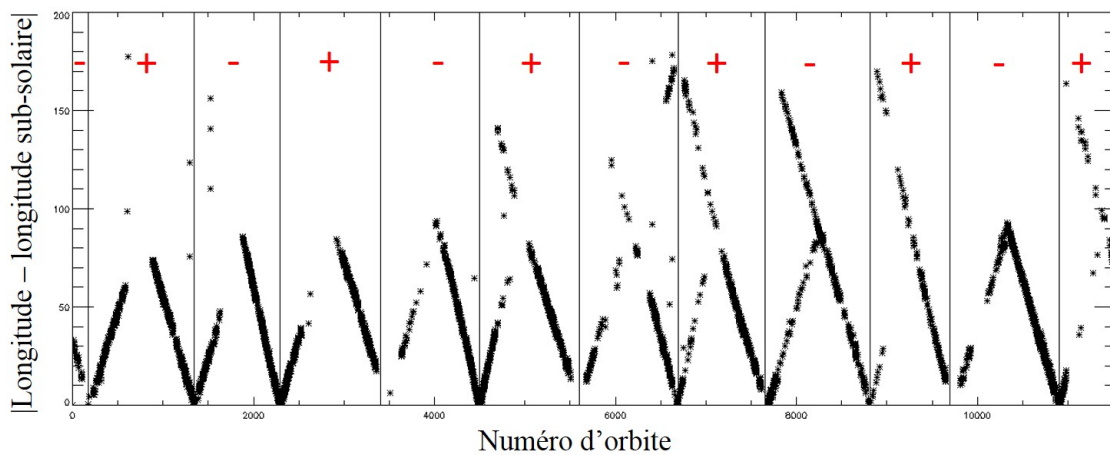 |Longitude – longitude sub-solaire|
200
- + - + - + - + - + - +
150
100
50
0
0 2000 4000 6000 8000 10000
Numéro d'orbite